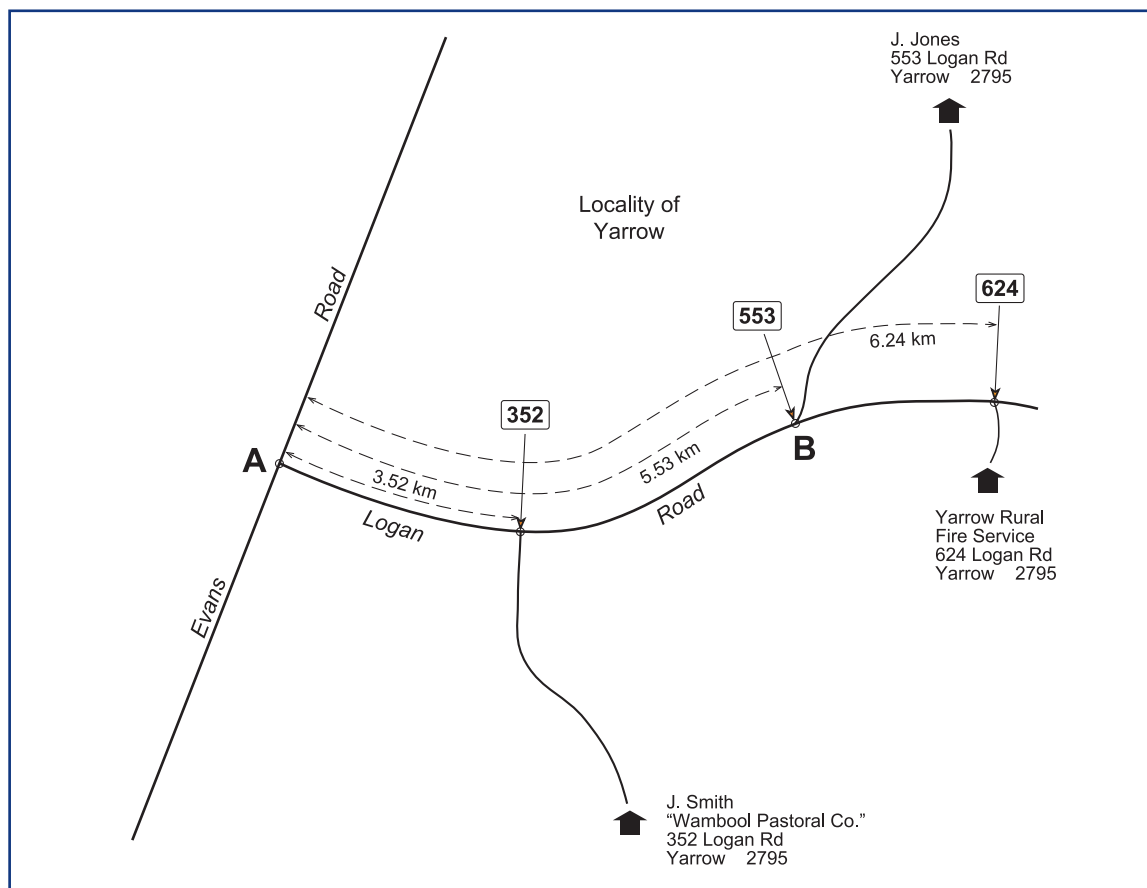 J. Jones
553 Logan Rd
Yarrow 2795
Locality of
Yarrow
Road
624
553
6.24 km
352
A
B
5.53 km
3.52 km
Road
Logan
Yarrow Rural
Fire Service
624 Logan Rd
Yarrow 2795
Evans
J. Smith
"Wambool Pastoral Co."
352 Logan Rd
Yarrow 2795